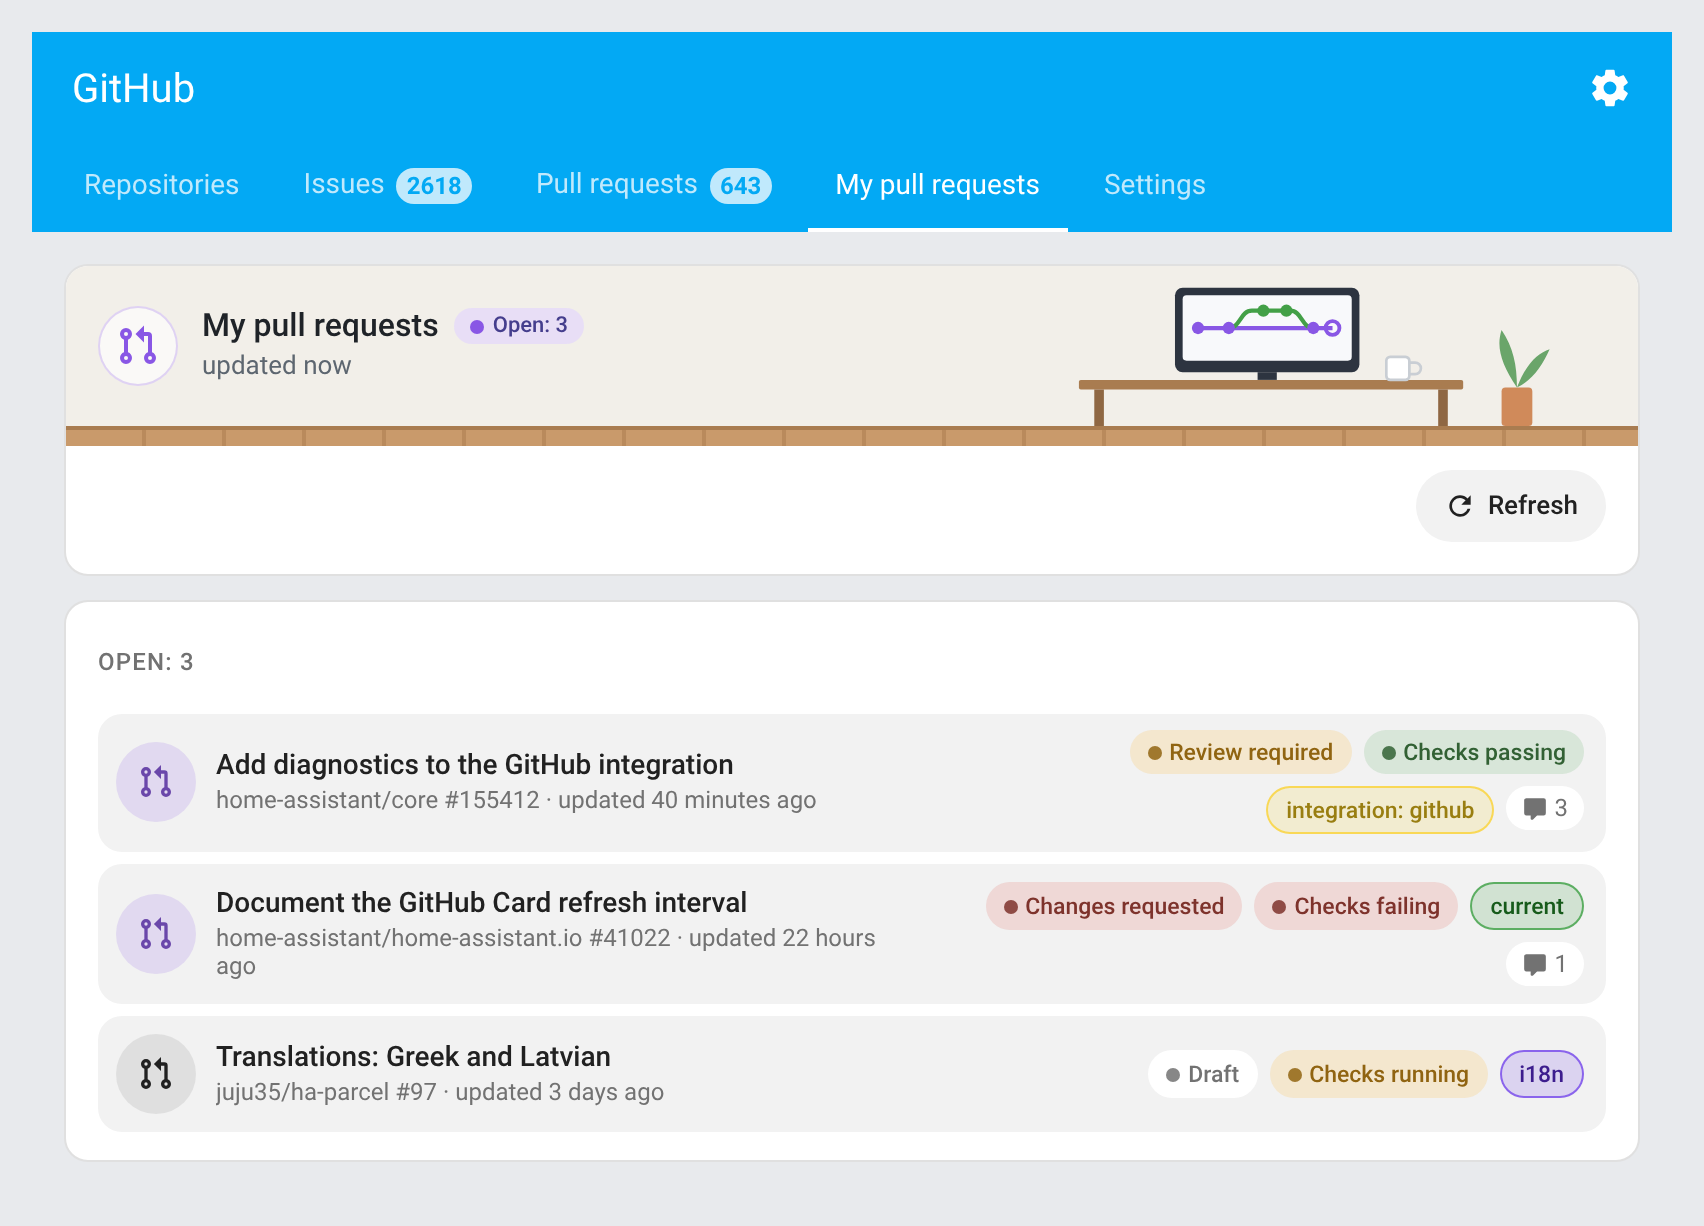 GitHub
Repositories
Issues 2618
Pull requests 643
My pull requests
Settings
My pull requests
Open: 3
updated now
Refresh
OPEN: 3
Add diagnostics to the GitHub integration
home-assistant/core #155412 · updated 40 minutes ago
Review required
Checks passing
integration: github
3
Document the GitHub Card refresh interval
home-assistant/home-assistant.io #41022 · updated 22 hours
ago
Changes requested
Checks failing
current
1
Translations: Greek and Latvian
juju35/ha-parcel #97 · updated 3 days ago
Draft
Checks running
i18n